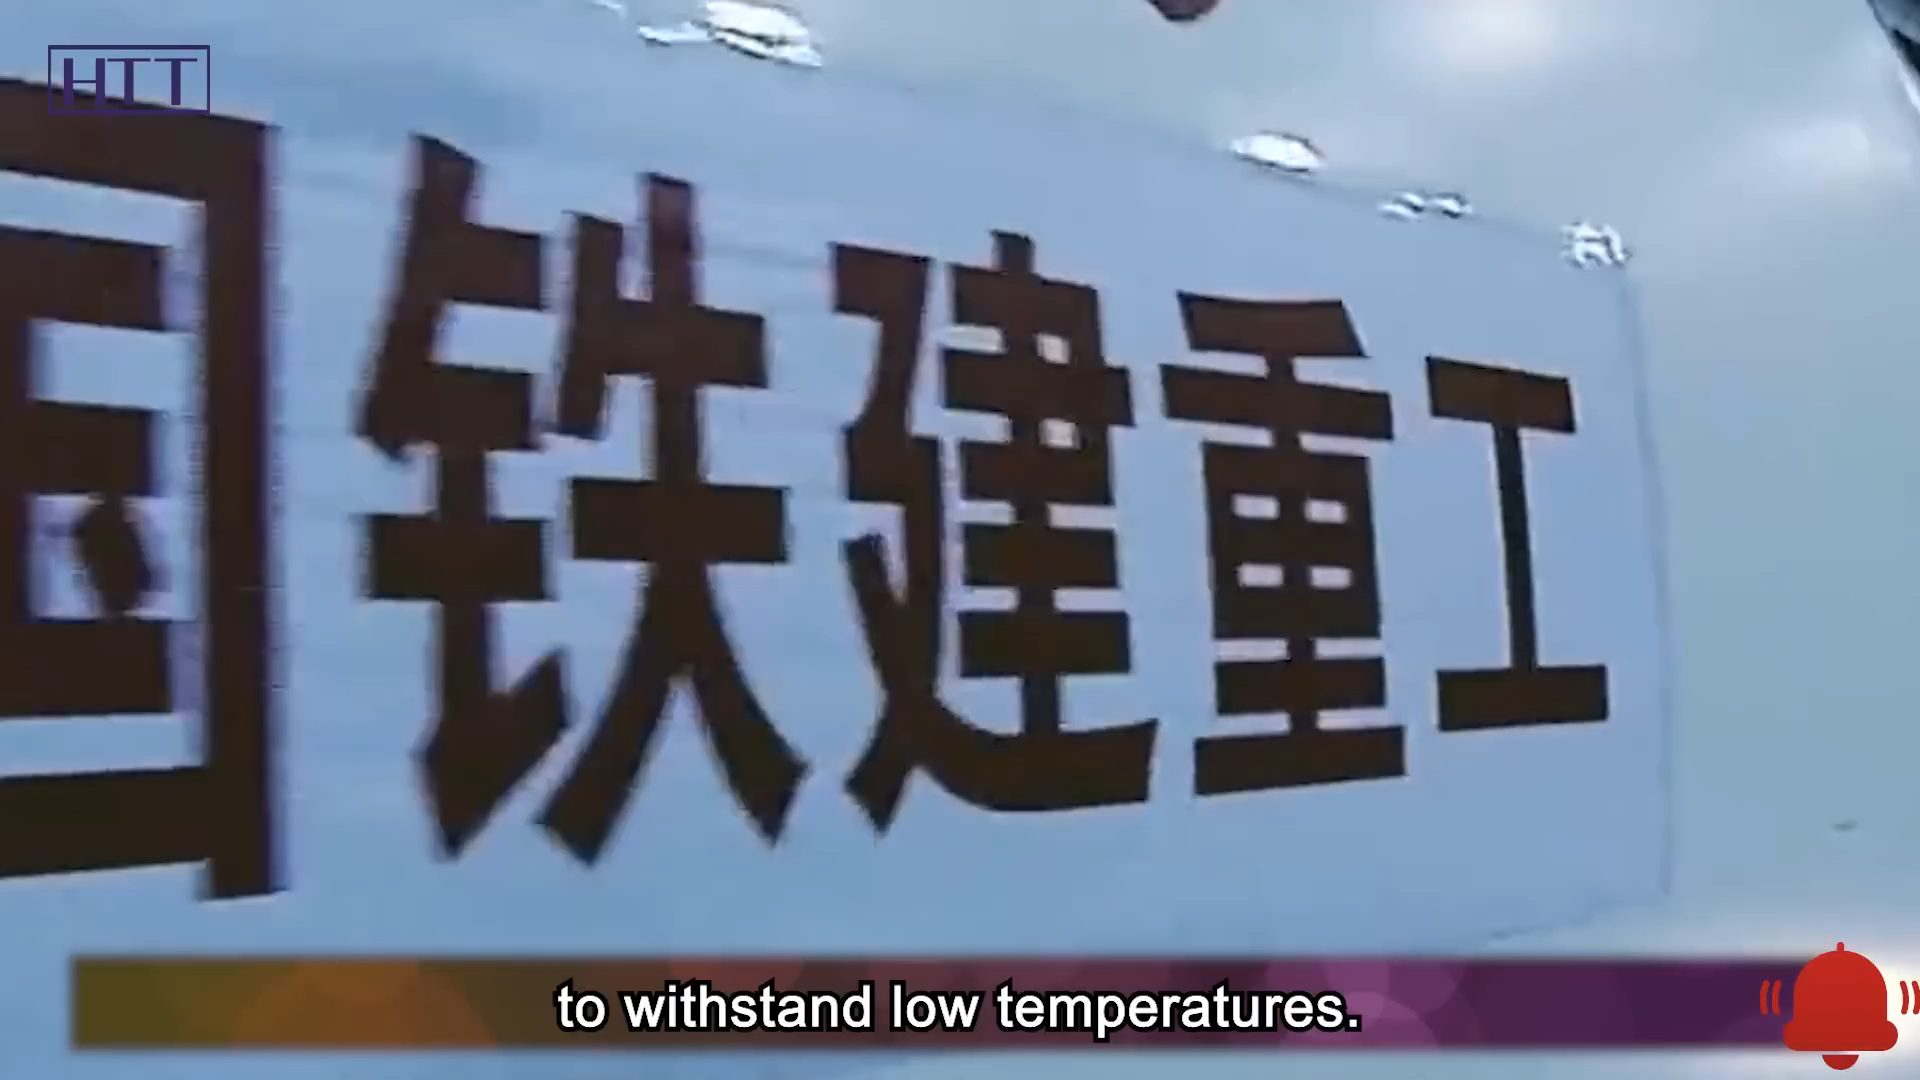 HTT
国铁建重工
to withstand low temperatures.